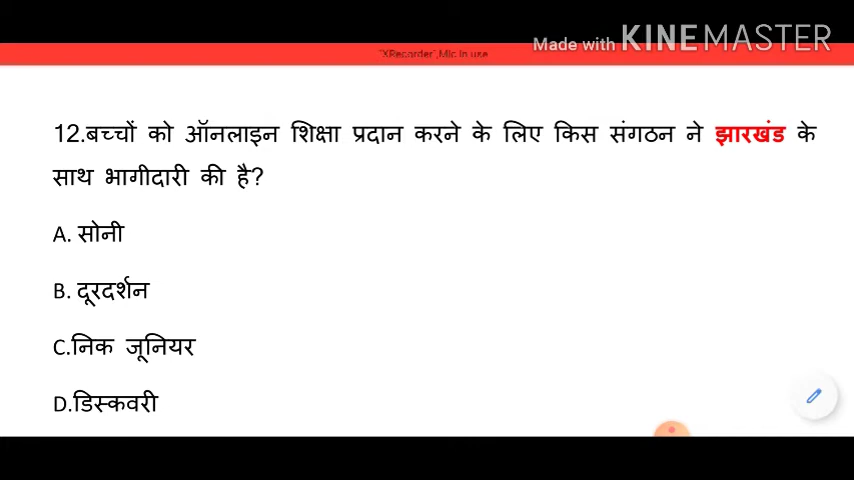 Made with KINEMASTER
"XRecorder",Mic in use
12.बच्चों को ऑनलाइन शिक्षा प्रदान करने के लिए किस संगठन ने झारखंड के
साथ भागीदारी की है?
A. सोनी
B. दूरदर्शन
C.निक जूनियर
D.डिस्कवरी